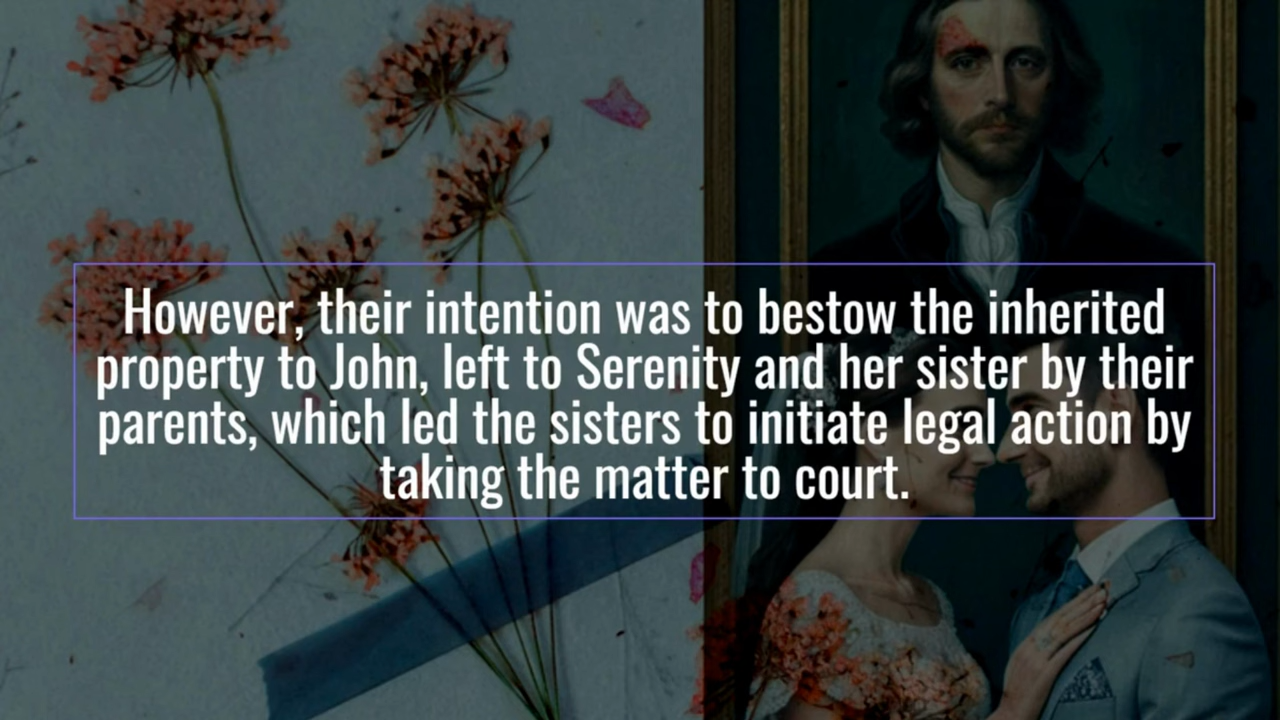 However, their intention was to bestow the inherited
property to John, left to Serenity and her sister by their
parents, which led the sisters to initiate legal action by
taking the matter to court.